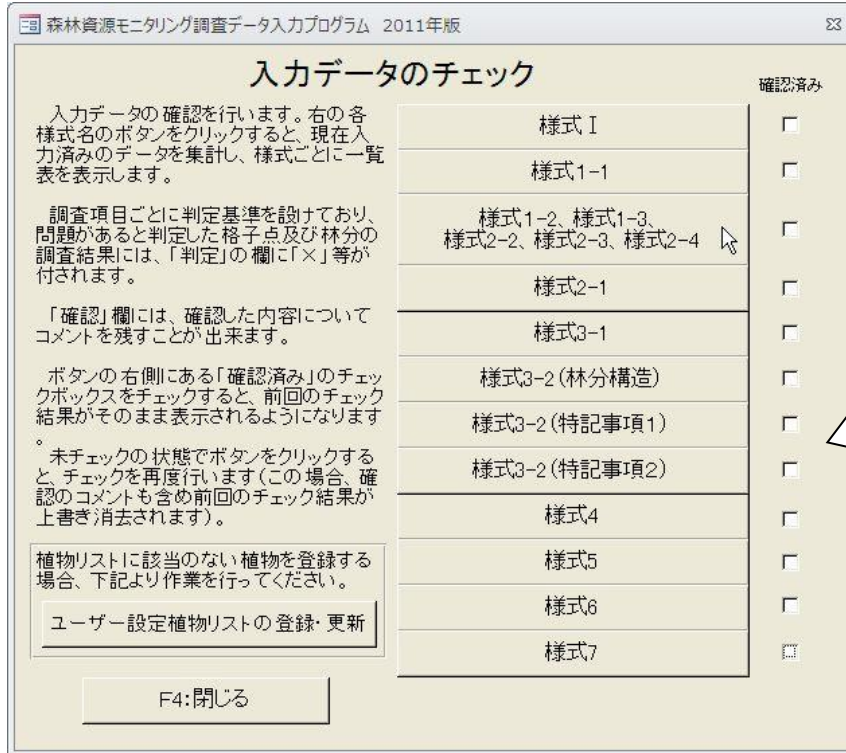 森林資源モニタリング調査データ入力プログラム 2011年版
入力データのチェック
確認済み
入力データの確認を行います。右の各
様式名のボタンをクリックすると、現在入
力済みのデータを集計し、様式ごとに一覧
表を表示します。
調査項目ごとに判定基準を設けており、
問題があると判定した格子点及び林分の
調査結果には、「判定」の欄に「×」等が
付されます。
「確認」欄には、確認した内容について
コメントを残すことが出来ます。
ボタンの右側にある「確認済み」のチェッ
クボックスをチェックすると、前回のチェック
結果がそのまま表示されるようになります
。
未チェックの状態でボタンをクリックする
と、チェックを再度行います(この場合、確
認のコメントも含め前回のチェック結果が
上書き消去されます)。
植物リストに該当のない植物を登録する
場合、下記より作業を行ってください。
ユーザー設定植物リストの登録・更新
F4:閉じる
様式Ⅰ
様式1-1
様式1-2、様式1-3、
様式2-2、様式2-3、様式2-4
様式2-1
様式3-1
様式3-2(林分構造)
様式3-2(特記事項1)
様式3-2(特記事項2)
様式4
様式5
様式6
様式7